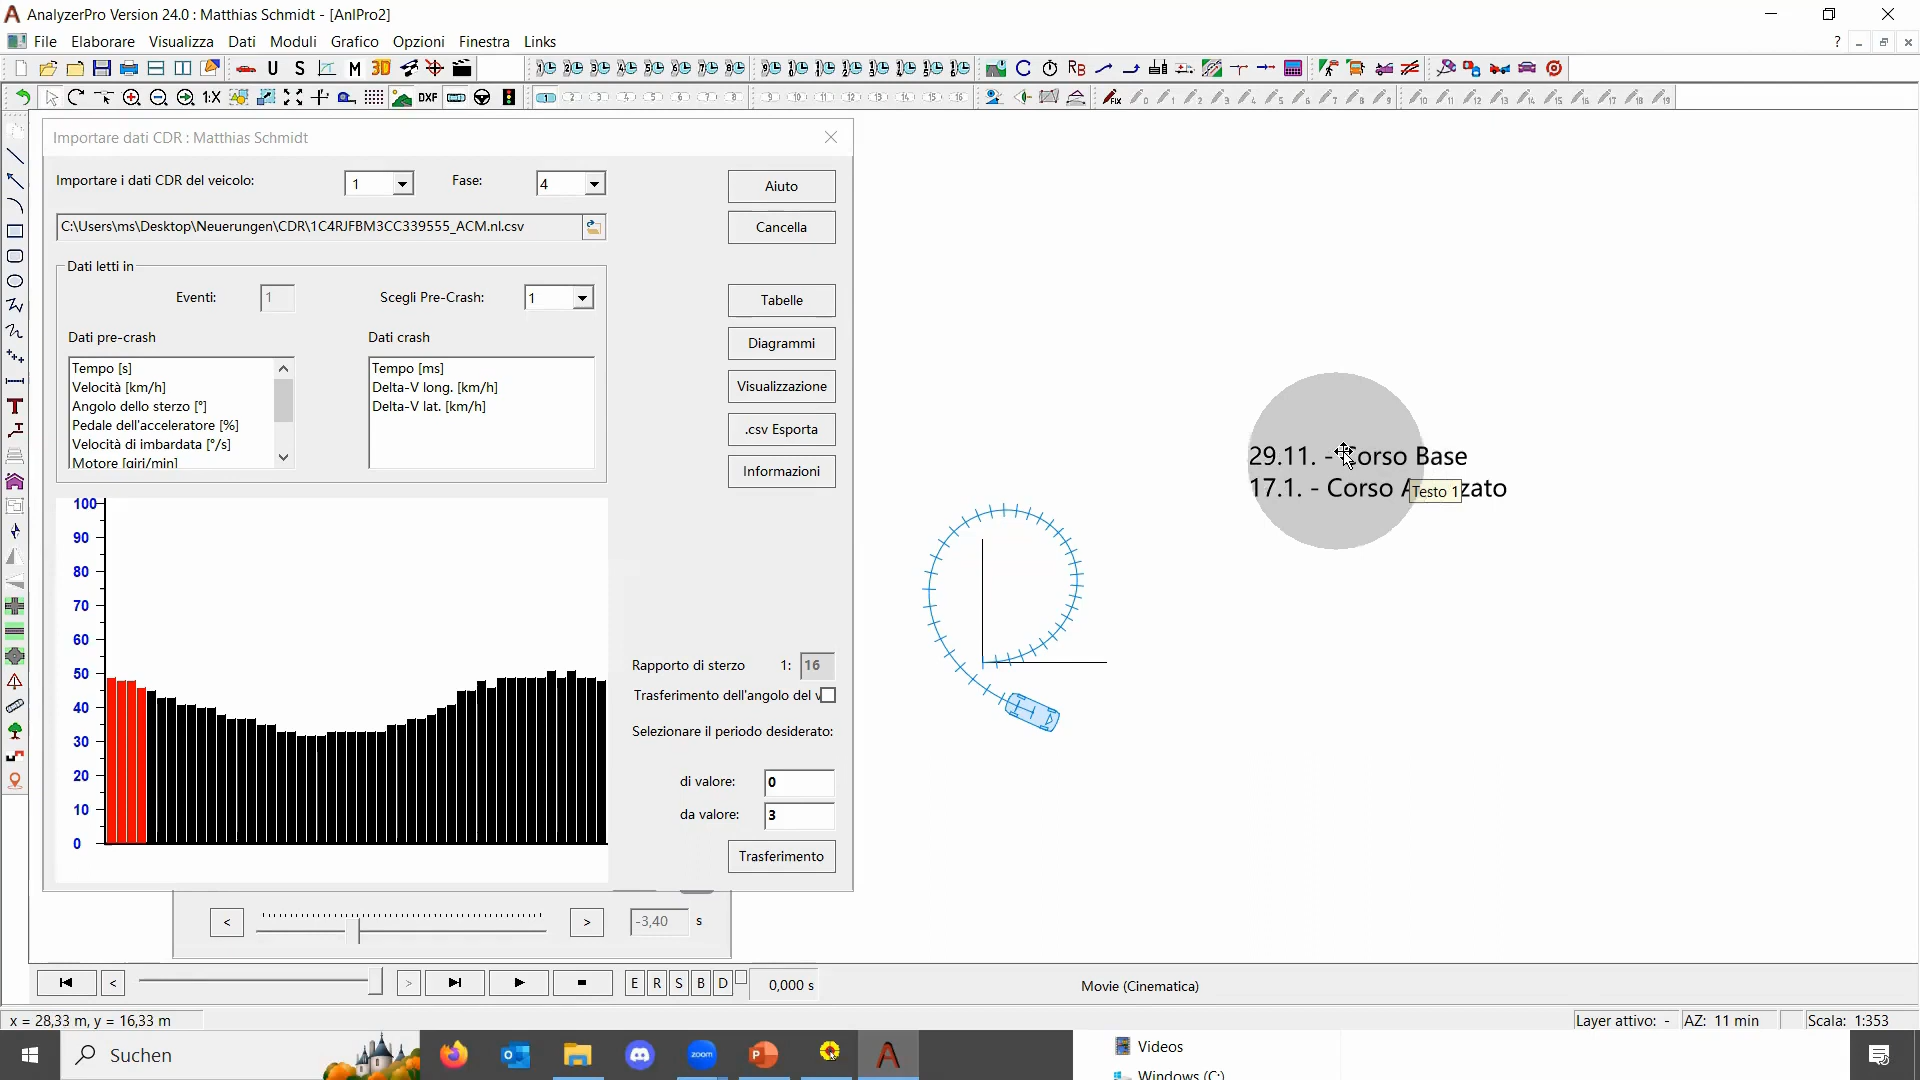 AnalyzerPro Version 24.0 : Matthias Schmidt - [AnlPro2]
File Elaborare Visualizza Dati Moduli Grafico Opzioni Finestra Links
U S M 3D RB
1:X DXF FIX
Importare dati CDR : Matthias Schmidt
Importare i dati CDR del veicolo: 1 Fase: 4 Aiuto
C:\Users\ms\Desktop\Neuerungen\CDR\1C4RJFBM3CC339555_ACM.nl.csv Cancella
Dati letti in
Eventi: 1 Scegli Pre-Crash: 1 Tabelle
Dati pre-crash Dati crash Diagrammi
Tempo [s] Tempo [ms]
Velocità [km/h] Delta-V long. [km/h] Visualizzazione
Angolo dello sterzo [°] Delta-V lat. [km/h]
Pedale dell'acceleratore [%] .csv Esporta
Velocità di imbardata [°/s]
Motore [giri/min] Informazioni
29.11. - Corso Base
17.1. - Corso
zato
Testo 1
100
90
80
70
60
50
40
30
20
10
0
Rapporto di sterzo 1: 16
Trasferimento dell'angolo del v
Selezionare il periodo desiderato:
di valore: 0
da valore: 3
Trasferimento
< > -3,40 s
< > E R S B D 0,000 s Movie (Cinematica)
x = 28,33 m, y = 16,33 m Layer attivo: - AZ: 11 min Scala: 1:353
Suchen zoom Videos
Windows (C:)